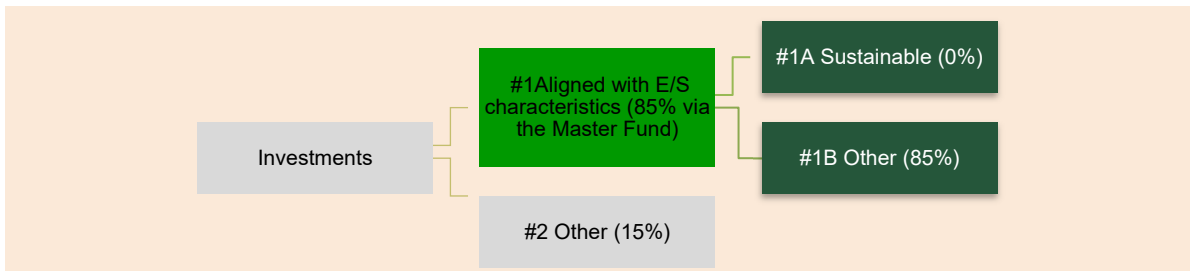 Investments
#1Aligned with E/S
characteristics (85% via
the Master Fund)
#2 Other (15%)
#1A Sustainable (0%)
#1B Other (85%)